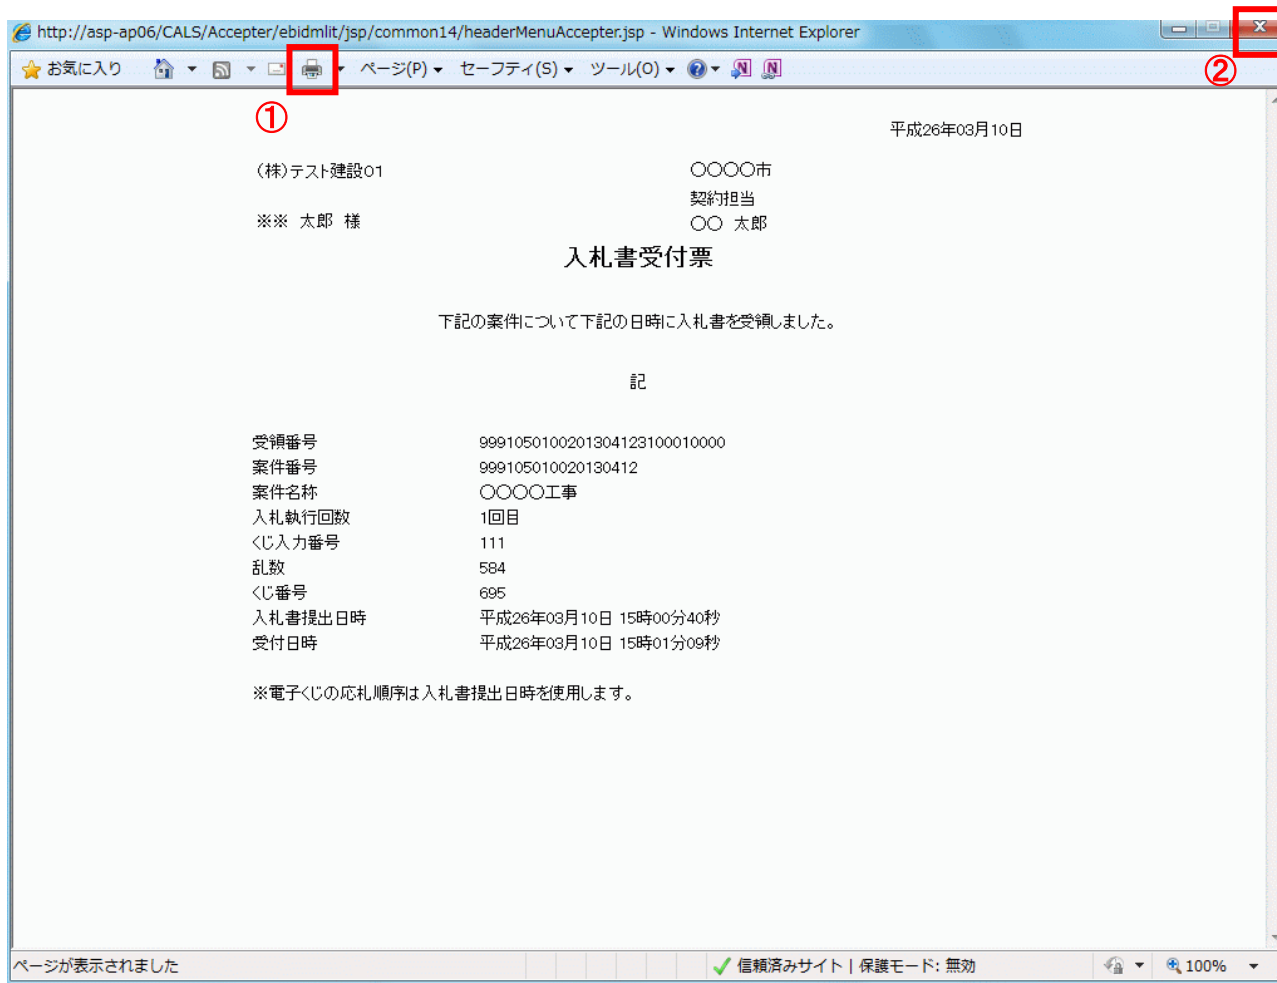 http://asp-ap06/CALS/Accepter/ebidmlit/jsp/common14/headerMenuAccepter.jsp - Windows Internet Explorer
お気に入り ページ(P) セーフティ(S) ツール(O)
① ②
平成26年03月10日
(株)テスト建設01 〇〇〇〇市
契約担当
※※ 太郎 様 〇〇 太郎
入札書受付票
下記の案件について下記の日時に入札書を受領しました。
記
受領番号 9991050100201304123100010000
案件番号 999105010020130412
案件名称 〇〇〇〇工事
入札執行回数 1回目
くじ入力番号 111
乱数 584
くじ番号 695
入札書提出日時 平成26年03月10日 15時00分40秒
受付日時 平成26年03月10日 15時01分09秒
※電子くじの応札順序は入札書提出日時を使用します。
ページが表示されました 信頼済みサイト | 保護モード: 無効 100%